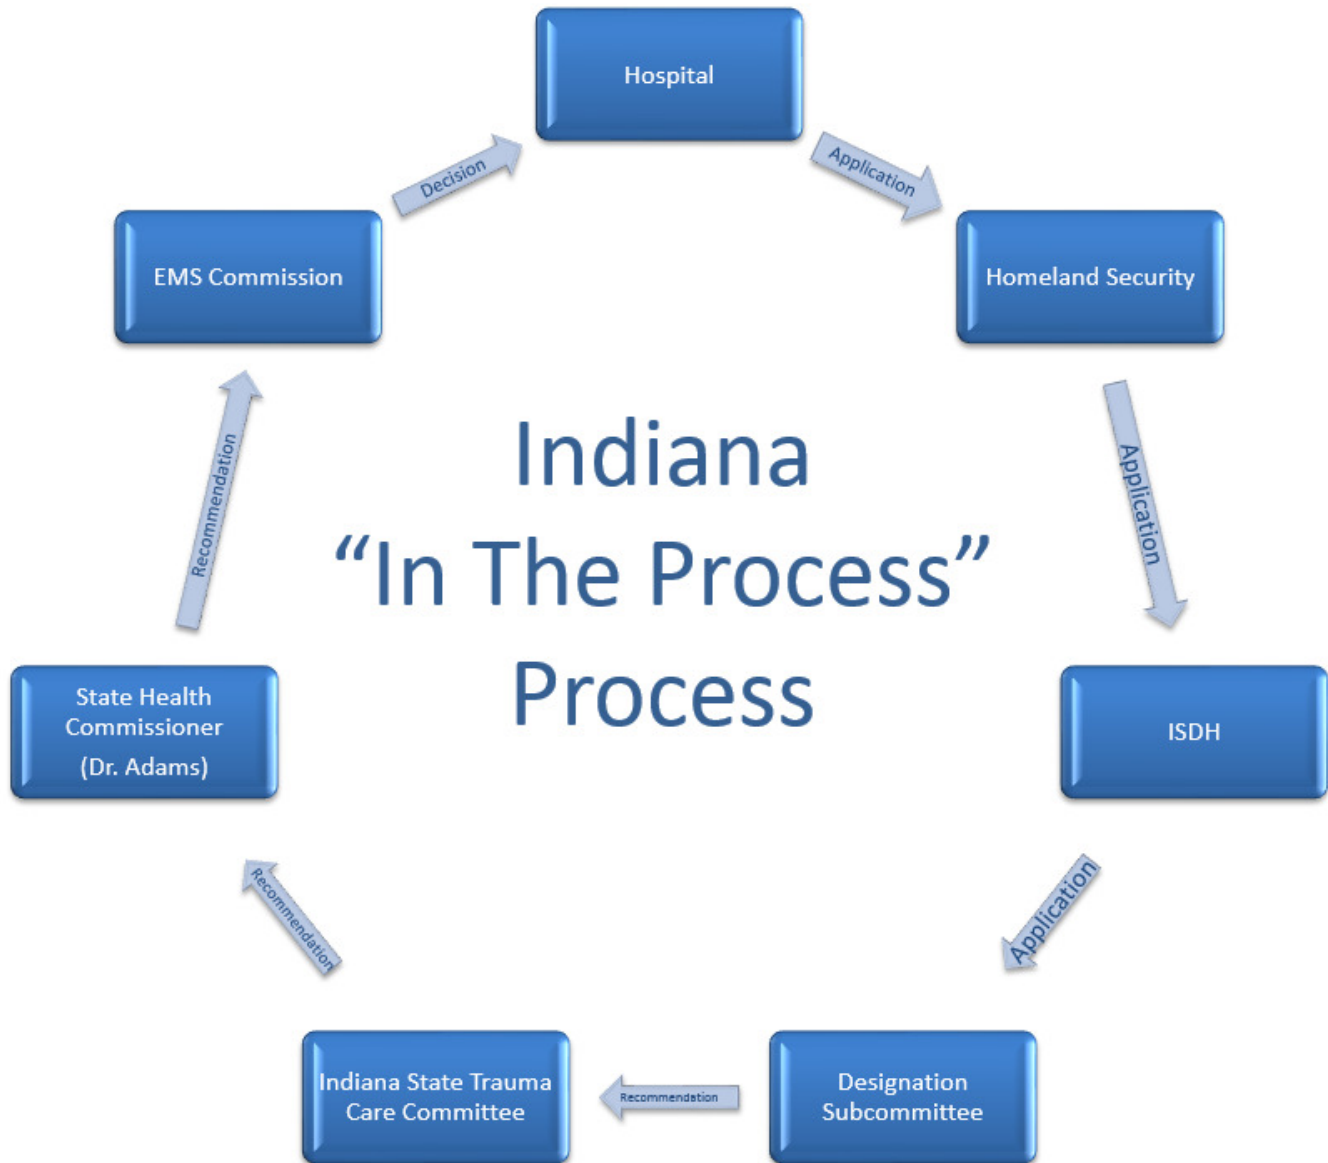 Hospital
Application
Homeland Security
Application
ISDH
Application
Designation
Subcommittee
Recommendation
Indiana State Trauma
Care Committee
Recommendation
State Health
Commissioner
(Dr. Adams)
Recommendation
EMS Commission
Decision
Indiana
“In The Process”
Process